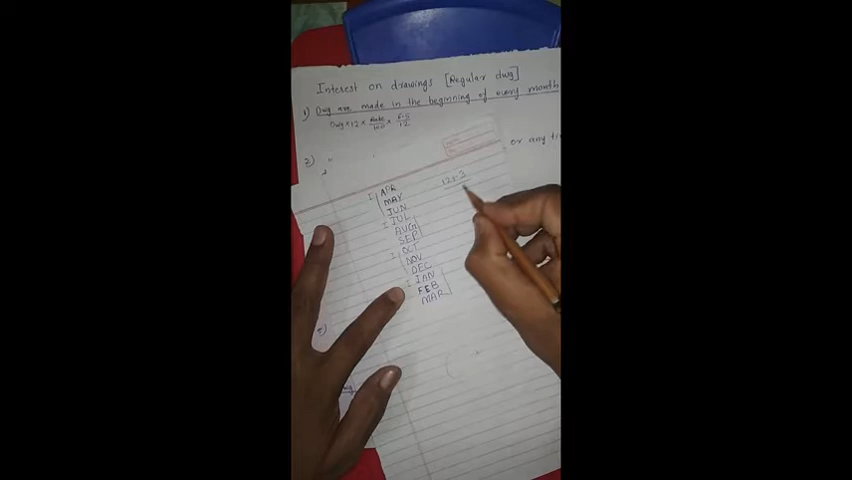 Interest on drawings [Regular dwg]
1) Dwg are made in the beginning of every month
Dwg × 12 × Rate/100 × 6.5/12
2) "
or any ti
I APR
MAY
JUN
I JUL
AUG
SEP
I OCT
NOV
DEC
I JAN
FEB
MAR
12+3